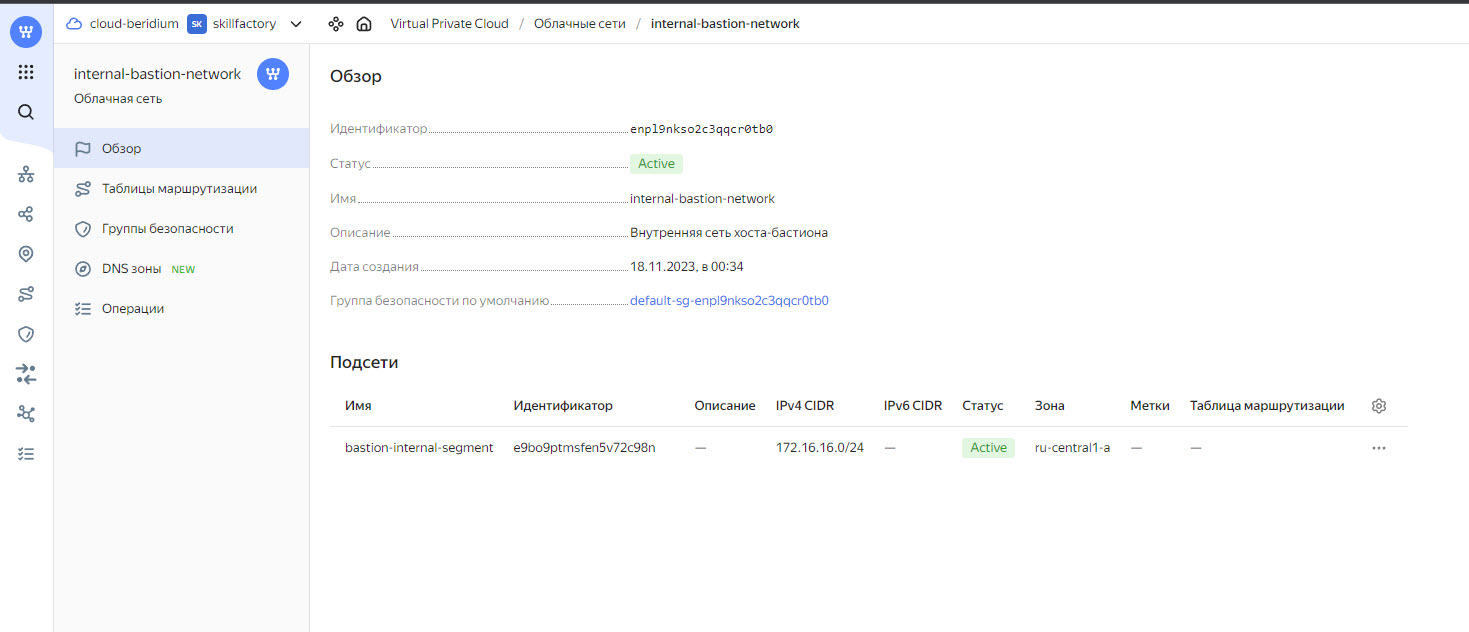 cloud-beridium SK skillfactory Virtual Private Cloud / Облачные сети / internal-bastion-network
internal-bastion-network
Облачная сеть
Обзор
Таблицы маршрутизации
Группы безопасности
DNS зоны NEW
Операции
Обзор
Идентификатор enpl9nkso2c3qqcr0tb0
Статус Active
Имя internal-bastion-network
Описание Внутренняя сеть хоста-бастиона
Дата создания 18.11.2023, в 00:34
Группа безопасности по умолчанию default-sg-enpl9nkso2c3qqcr0tb0
Подсети
Имя Идентификатор Описание IPv4 CIDR IPv6 CIDR Статус Зона Метки Таблица маршрутизации
bastion-internal-segment e9bo9ptmsfen5v72c98n — 172.16.16.0/24 — Active ru-central1-a — —